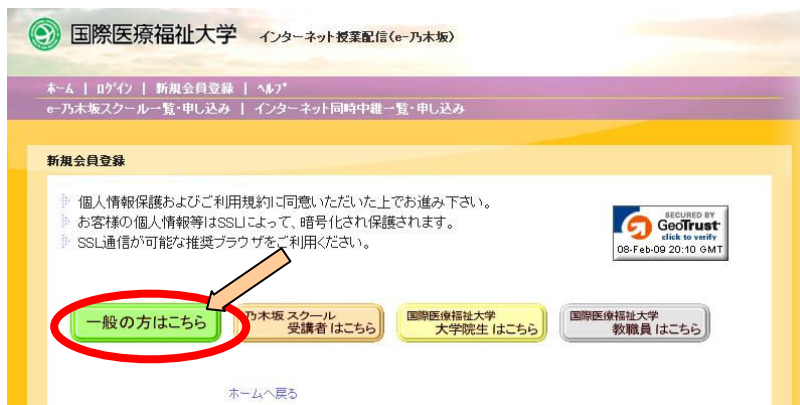 国際医療福祉大学 インターネット授業配信(e-乃木坂)
ホーム | ログイン | 新規会員登録 | ヘルプ
e-乃木坂スクール一覧・申し込み | インターネット同時中継一覧・申し込み
新規会員登録
個人情報保護およびご利用規約に同意いただいた上でお進み下さい。
お客様の個人情報等はSSLによって、暗号化され保護されます。
SSL通信が可能な推奨ブラウザをご利用ください。
SECURED BY
GeoTrust
click to verify
08-Feb-09 20:10 GMT
一般の方はこちら
乃木坂スクール
受講者はこちら
国際医療福祉大学
大学院生はこちら
国際医療福祉大学
教職員はこちら
ホームへ戻る